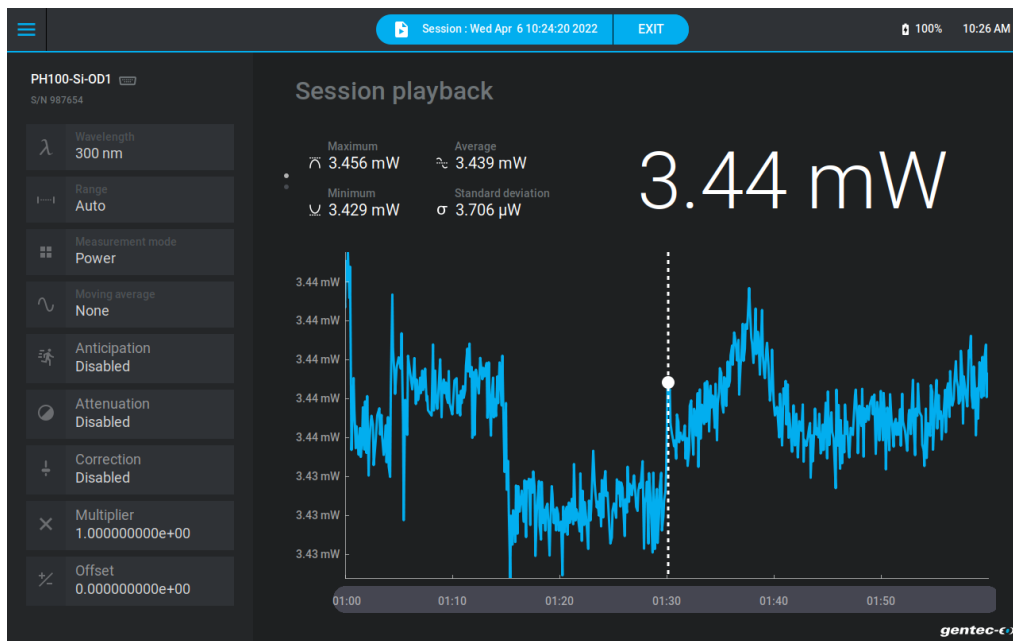 Session : Wed Apr 6 10:24:20 2022 EXIT
100% 10:26 AM
PH100-Si-OD1
S/N 987654
Wavelength
300 nm
Range
Auto
Measurement mode
Power
Moving average
None
Anticipation
Disabled
Attenuation
Disabled
Correction
Disabled
Multiplier
1.000000000e+00
Offset
0.000000000e+00
Session playback
Maximum
3.456 mW
Average
3.439 mW
Minimum
3.429 mW
Standard deviation
σ 3.706 µW
3.44 mW
3.44 mW
3.44 mW
3.44 mW
3.44 mW
3.44 mW
3.43 mW
3.43 mW
3.43 mW
01:00 01:10 01:20 01:30 01:40 01:50
gentec-eo